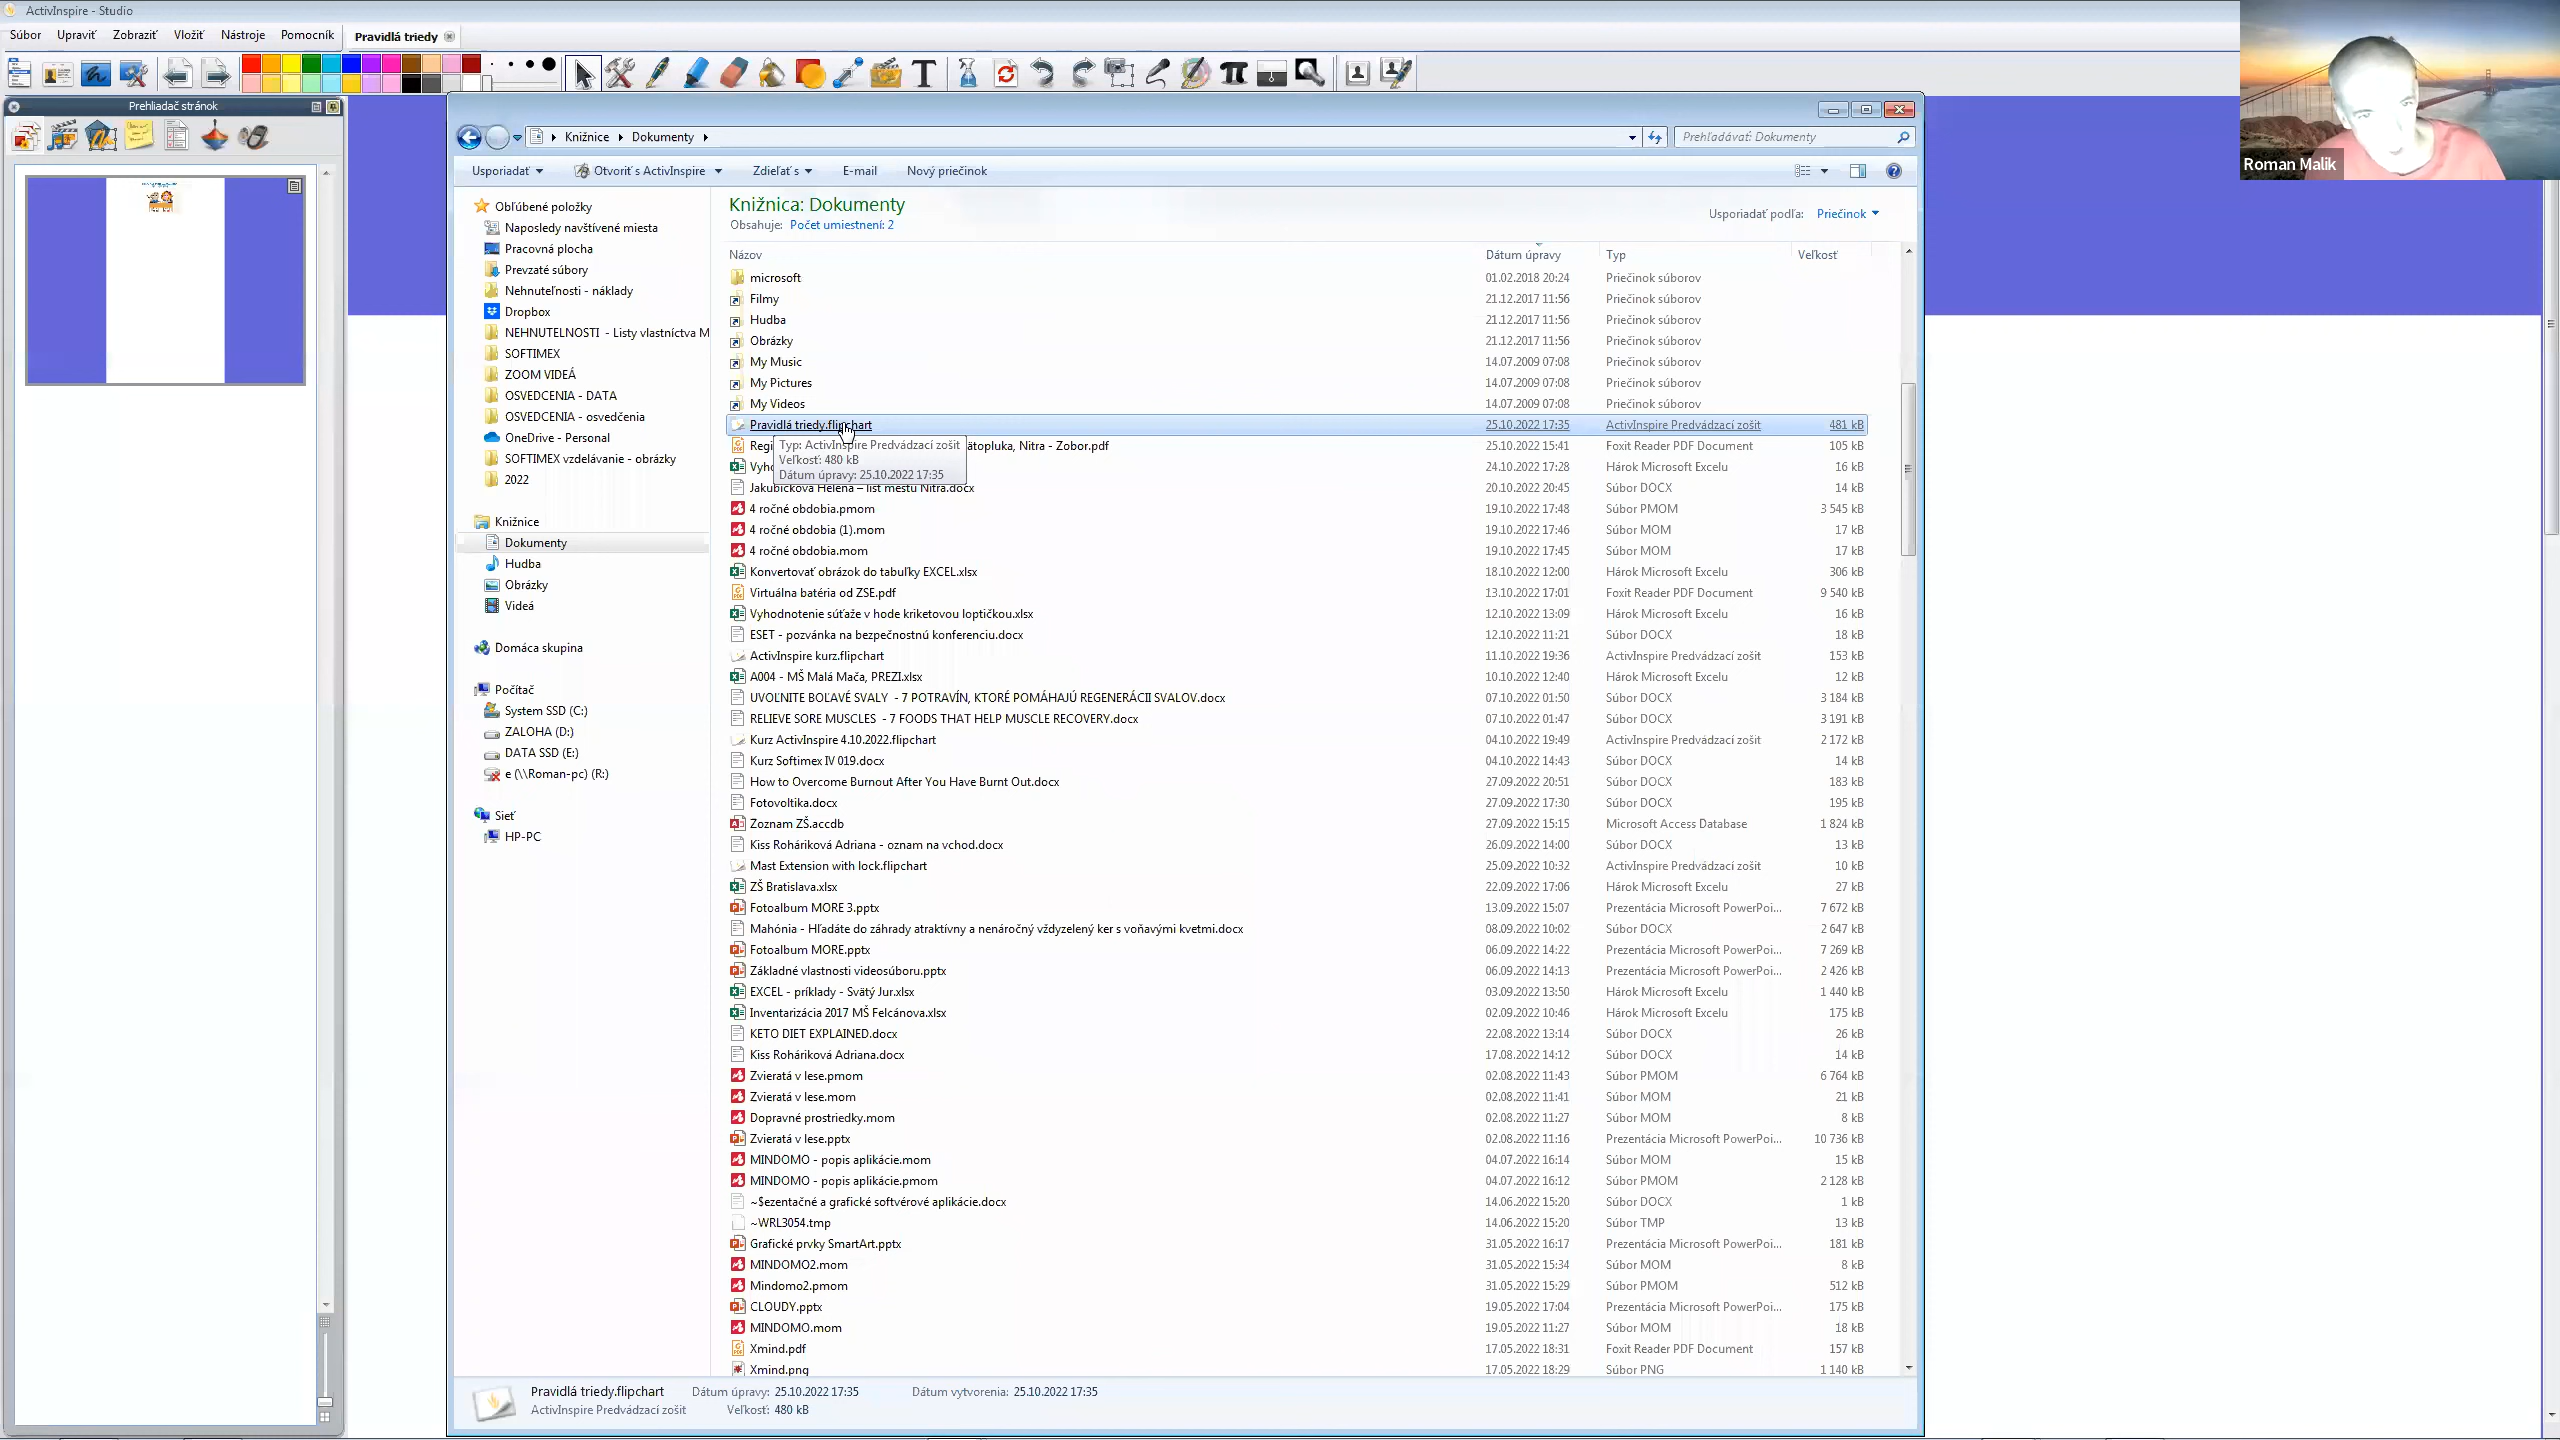 ActivInspire - Studio
Súbor Upraviť Zobraziť Vložiť Nástroje Pomocník Pravidlá triedy
Prehliadač stránok
Roman Malik
Knižnice Dokumenty
Prehľadávať: Dokumenty
Usporiadať Otvoriť s ActivInspire Zdieľať s E-mail Nový priečinok
Obľúbené položky
Naposledy navštívené miesta
Pracovná plocha
Prevzaté súbory
Nehnuteľnosti - náklady
Dropbox
NEHNUTELNOSTI - Listy vlastníctva M
SOFTIMEX
ZOOM VIDEÁ
OSVEDCENIA - DATA
OSVEDCENIA - osvedčenia
OneDrive - Personal
SOFTIMEX vzdelávanie - obrázky
2022
Knižnice
Dokumenty
Hudba
Obrázky
Videá
Domáca skupina
Počítač
System SSD (C:)
ZALOHA (D:)
DATA SSD (E:)
e (\\Roman-pc) (R:)
Sieť
HP-PC
Knižnica: Dokumenty
Obsahuje: Počet umiestnení: 2
Usporiadať podľa: Priečinok
Názov Dátum úpravy Typ Veľkosť
microsoft 01.02.2018 20:24 Priečinok súborov
Filmy 21.12.2017 11:56 Priečinok súborov
Hudba 21.12.2017 11:56 Priečinok súborov
Obrázky 21.12.2017 11:56 Priečinok súborov
My Music 14.07.2009 07:08 Priečinok súborov
My Pictures 14.07.2009 07:08 Priečinok súborov
My Videos 14.07.2009 07:08 Priečinok súborov
Pravidlá triedy.flipchart 25.10.2022 17:35 ActivInspire Predvádzací zošit 481 kB
Typ: ActivInspire Predvádzací zošit
Veľkosť: 480 kB
Dátum úpravy: 25.10.2022 17:35
Regi ätopluka, Nitra - Zobor.pdf 25.10.2022 15:41 Foxit Reader PDF Document 105 kB
Vyho 24.10.2022 17:28 Hárok Microsoft Excelu 16 kB
Jakubíčková Helena – list mestu Nitra.docx 20.10.2022 20:45 Súbor DOCX 14 kB
4 ročné obdobia.pmom 19.10.2022 17:48 Súbor PMOM 3 545 kB
4 ročné obdobia (1).mom 19.10.2022 17:46 Súbor MOM 17 kB
4 ročné obdobia.mom 19.10.2022 17:45 Súbor MOM 17 kB
Konvertovať obrázok do tabuľky EXCEL.xlsx 18.10.2022 12:00 Hárok Microsoft Excelu 306 kB
Virtuálna batéria od ZSE.pdf 13.10.2022 17:01 Foxit Reader PDF Document 9 540 kB
Vyhodnotenie súťaže v hode kriketovou loptičkou.xlsx 12.10.2022 13:09 Hárok Microsoft Excelu 16 kB
ESET - pozvánka na bezpečnostnú konferenciu.docx 12.10.2022 11:21 Súbor DOCX 18 kB
ActivInspire kurz.flipchart 11.10.2022 19:36 ActivInspire Predvádzací zošit 153 kB
A004 - MŠ Malá Mača, PREZI.xlsx 10.10.2022 12:40 Hárok Microsoft Excelu 12 kB
UVOĽNITE BOĽAVÉ SVALY - 7 POTRAVÍN, KTORÉ POMÁHAJÚ REGENERÁCII SVALOV.docx 07.10.2022 01:50 Súbor DOCX 3 184 kB
RELIEVE SORE MUSCLES - 7 FOODS THAT HELP MUSCLE RECOVERY.docx 07.10.2022 01:47 Súbor DOCX 3 191 kB
Kurz ActivInspire 4.10.2022.flipchart 04.10.2022 19:49 ActivInspire Predvádzací zošit 2 172 kB
Kurz Softimex IV 019.docx 04.10.2022 14:43 Súbor DOCX 14 kB
How to Overcome Burnout After You Have Burnt Out.docx 27.09.2022 20:51 Súbor DOCX 183 kB
Fotovoltika.docx 27.09.2022 17:30 Súbor DOCX 195 kB
Zoznam ZŠ.accdb 27.09.2022 15:15 Microsoft Access Database 1 824 kB
Kiss Roháriková Adriana - oznam na vchod.docx 26.09.2022 14:00 Súbor DOCX 13 kB
Mast Extension with lock.flipchart 25.09.2022 10:32 ActivInspire Predvádzací zošit 10 kB
ZŠ Bratislava.xlsx 22.09.2022 17:06 Hárok Microsoft Excelu 27 kB
Fotoalbum MORE 3.pptx 13.09.2022 15:07 Prezentácia Microsoft PowerPoi... 7 672 kB
Mahónia - Hľadáte do záhrady atraktívny a nenáročný vždyzelený ker s voňavými kvetmi.docx 08.09.2022 10:02 Súbor DOCX 2 647 kB
Fotoalbum MORE.pptx 06.09.2022 14:22 Prezentácia Microsoft PowerPoi... 7 269 kB
Základné vlastnosti videosúboru.pptx 06.09.2022 14:13 Prezentácia Microsoft PowerPoi... 2 426 kB
EXCEL - príklady - Svätý Jur.xlsx 03.09.2022 13:50 Hárok Microsoft Excelu 1 440 kB
Inventarizácia 2017 MŠ Felcánova.xlsx 02.09.2022 10:46 Hárok Microsoft Excelu 175 kB
KETO DIET EXPLAINED.docx 22.08.2022 13:14 Súbor DOCX 26 kB
Kiss Roháriková Adriana.docx 17.08.2022 14:12 Súbor DOCX 14 kB
Zvieratá v lese.pmom 02.08.2022 11:43 Súbor PMOM 6 764 kB
Zvieratá v lese.mom 02.08.2022 11:41 Súbor MOM 21 kB
Dopravné prostriedky.mom 02.08.2022 11:27 Súbor MOM 8 kB
Zvieratá v lese.pptx 02.08.2022 11:16 Prezentácia Microsoft PowerPoi... 10 736 kB
MINDOMO - popis aplikácie.mom 04.07.2022 16:14 Súbor MOM 15 kB
MINDOMO - popis aplikácie.pmom 04.07.2022 16:12 Súbor PMOM 2 128 kB
~$ezentačné a grafické softvérové aplikácie.docx 14.06.2022 15:20 Súbor DOCX 1 kB
~WRL3054.tmp 14.06.2022 15:20 Súbor TMP 13 kB
Grafické prvky SmartArt.pptx 31.05.2022 16:17 Prezentácia Microsoft PowerPoi... 181 kB
MINDOMO2.mom 31.05.2022 15:34 Súbor MOM 8 kB
Mindomo2.pmom 31.05.2022 15:29 Súbor PMOM 512 kB
CLOUDY.pptx 19.05.2022 17:04 Prezentácia Microsoft PowerPoi... 175 kB
MINDOMO.mom 19.05.2022 11:27 Súbor MOM 18 kB
Xmind.pdf 17.05.2022 18:31 Foxit Reader PDF Document 157 kB
Xmind.png 17.05.2022 18:29 Súbor PNG 1 140 kB
Pravidlá triedy.flipchart Dátum úpravy: 25.10.2022 17:35 Dátum vytvorenia: 25.10.2022 17:35
ActivInspire Predvádzací zošit Veľkosť: 480 kB